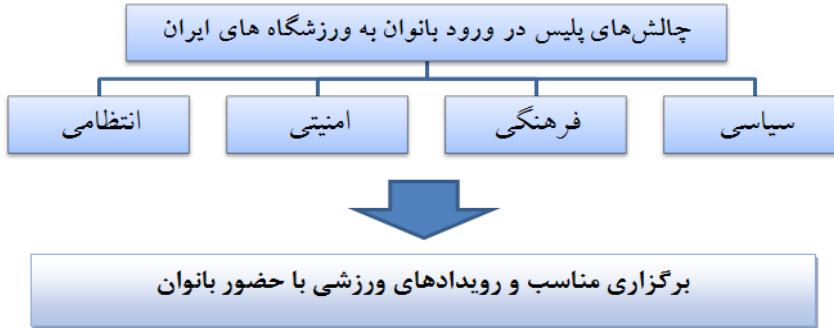 چالش‌های پلیس در ورود بانوان به ورزشگاه های ایران
سیاسی
فرهنگی
امنیتی
انتظامی
برگزاری مناسب و رویدادهای ورزشی با حضور بانوان